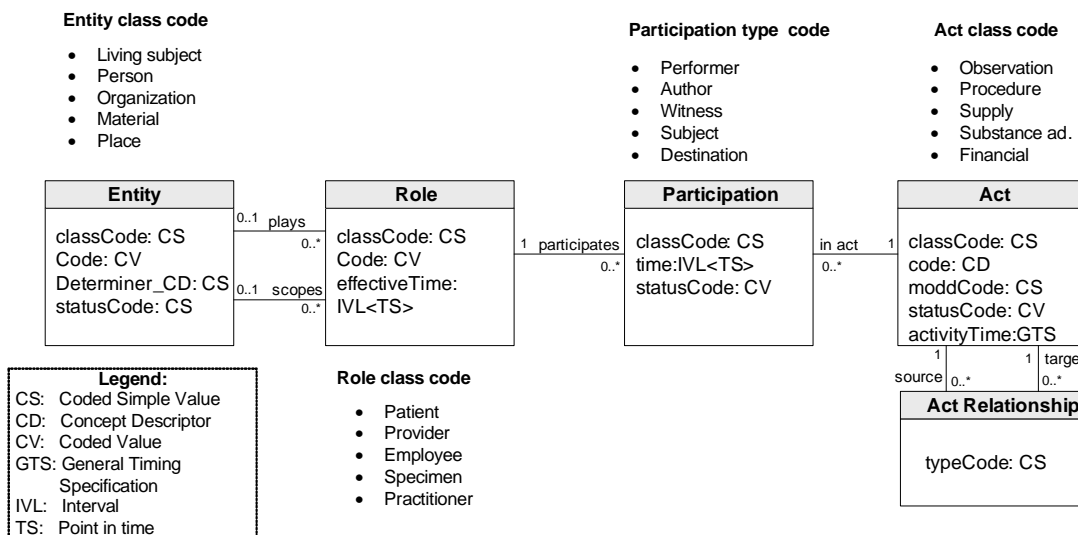 Entity class code
• Living subject
• Person
• Organization
• Material
• Place
Participation type code
• Performer
• Author
• Witness
• Subject
• Destination
Act class code
• Observation
• Procedure
• Supply
• Substance ad.
• Financial
Entity
classCode: CS
Code: CV
Determiner_CD: CS
statusCode: CS
0..1 plays
0..*
0..1 scopes
0..*
Role
classCode: CS
Code: CV
effectiveTime:
IVL<TS>
1 participates
0..*
Participation
classCode: CS
time:IVL<TS>
statusCode: CV
in act 1
0..*
Act
classCode: CS
code: CD
moddCode: CS
statusCode: CV
activityTime:GTS
1
source 0..*
1 targe
0..*
Act Relationship
typeCode: CS
Legend:
CS: Coded Simple Value
CD: Concept Descriptor
CV: Coded Value
GTS: General Timing
Specification
IVL: Interval
TS: Point in time
Role class code
• Patient
• Provider
• Employee
• Specimen
• Practitioner